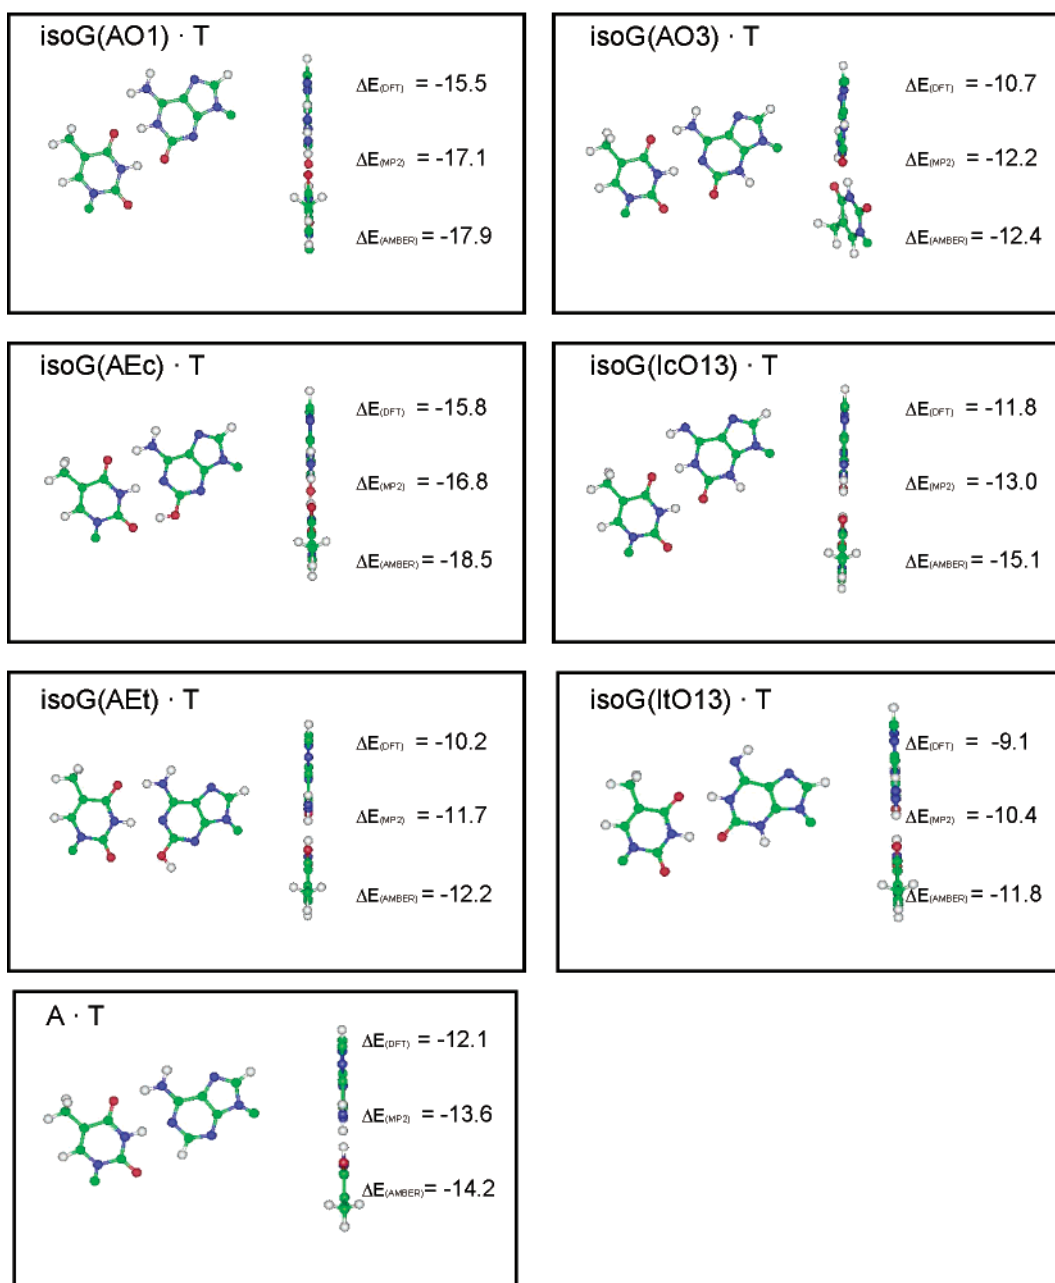 isoG(AO1) · T
ΔE(DFT) = -15.5
ΔE(MP2) = -17.1
ΔE(AMBER) = -17.9
isoG(AO3) · T
ΔE(DFT) = -10.7
ΔE(MP2) = -12.2
ΔE(AMBER) = -12.4
isoG(AEc) · T
ΔE(DFT) = -15.8
ΔE(MP2) = -16.8
ΔE(AMBER) = -18.5
isoG(IcO13) · T
ΔE(DFT) = -11.8
ΔE(MP2) = -13.0
ΔE(AMBER) = -15.1
isoG(AEt) · T
ΔE(DFT) = -10.2
ΔE(MP2) = -11.7
ΔE(AMBER) = -12.2
isoG(ItO13) · T
ΔE(DFT) = -9.1
ΔE(MP2) = -10.4
ΔE(AMBER) = -11.8
A · T
ΔE(DFT) = -12.1
ΔE(MP2) = -13.6
ΔE(AMBER) = -14.2